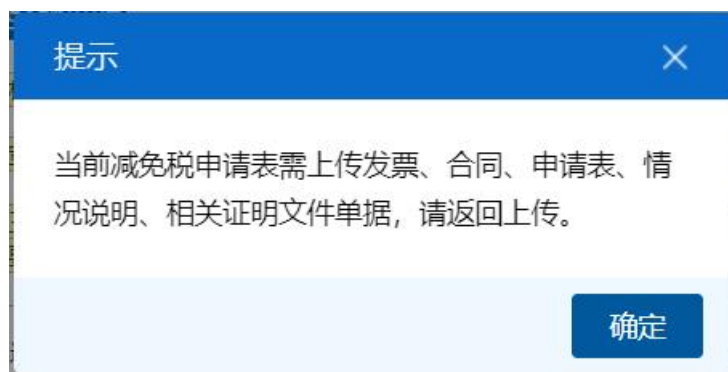 提示
当前减免税申请表需上传发票、合同、申请表、情
况说明、相关证明文件单据，请返回上传。
确定